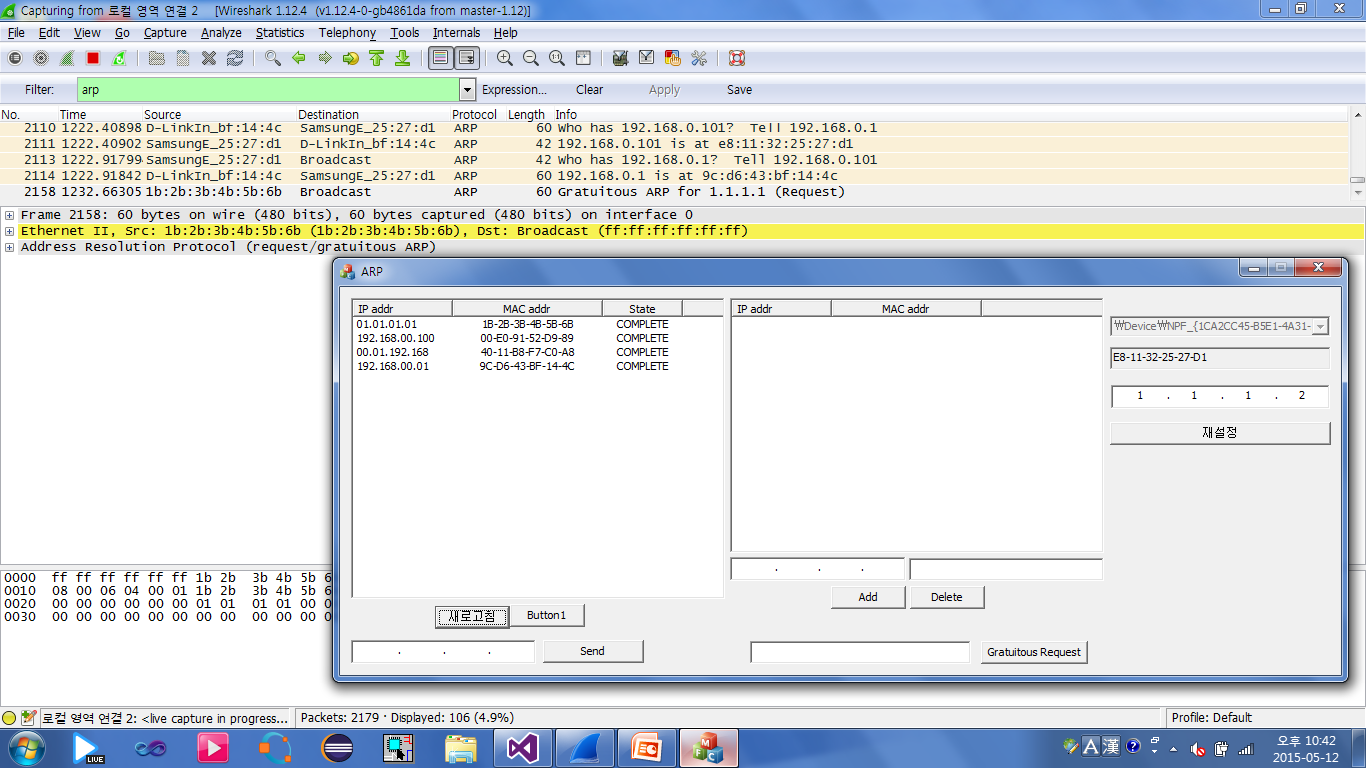 Capturing from 로컬 영역 연결 2 [Wireshark 1.12.4 (v1.12.4-0-gb4861da from master-1.12)]
File Edit View Go Capture Analyze Statistics Telephony Tools Internals Help
Filter: arp Expression... Clear Apply Save
No. Time Source Destination Protocol Length Info
2110 1222.40898 D-LinkIn_bf:14:4c SamsungE_25:27:d1 ARP 60 Who has 192.168.0.101? Tell 192.168.0.1
2111 1222.40902 SamsungE_25:27:d1 D-LinkIn_bf:14:4c ARP 42 192.168.0.101 is at e8:11:32:25:27:d1
2113 1222.91799 SamsungE_25:27:d1 Broadcast ARP 42 Who has 192.168.0.1? Tell 192.168.0.101
2114 1222.91842 D-LinkIn_bf:14:4c SamsungE_25:27:d1 ARP 60 192.168.0.1 is at 9c:d6:43:bf:14:4c
2158 1232.66305 1b:2b:3b:4b:5b:6b Broadcast ARP 60 Gratuitous ARP for 1.1.1.1 (Request)
Frame 2158: 60 bytes on wire (480 bits), 60 bytes captured (480 bits) on interface 0
Ethernet II, Src: 1b:2b:3b:4b:5b:6b (1b:2b:3b:4b:5b:6b), Dst: Broadcast (ff:ff:ff:ff:ff:ff)
Address Resolution Protocol (request/gratuitous ARP)
ARP
IP addr MAC addr State
01.01.01.01 1B-2B-3B-4B-5B-6B COMPLETE
192.168.00.100 00-E0-91-52-D9-89 COMPLETE
00.01.192.168 40-11-B8-F7-C0-A8 COMPLETE
192.168.00.01 9C-D6-43-BF-14-4C COMPLETE
새로고침 Button1
. . . Send
IP addr MAC addr
. . .
Add Delete
Gratuitous Request
₩Device₩NPF_{1CA2CC45-B5E1-4A31-
E8-11-32-25-27-D1
1 . 1 . 1 . 2
재설정
0000 ff ff ff ff ff ff 1b 2b 3b 4b 5b 6
0010 08 00 06 04 00 01 1b 2b 3b 4b 5b 6
0020 00 00 00 00 00 00 01 01 01 01 00 0
0030 00 00 00 00 00 00 00 00 00 00 00 0
로컬 영역 연결 2: <live capture in progress... Packets: 2179 · Displayed: 106 (4.9%) Profile: Default
LIVE
MFC
A 漢 ?
오후 10:42
2015-05-12